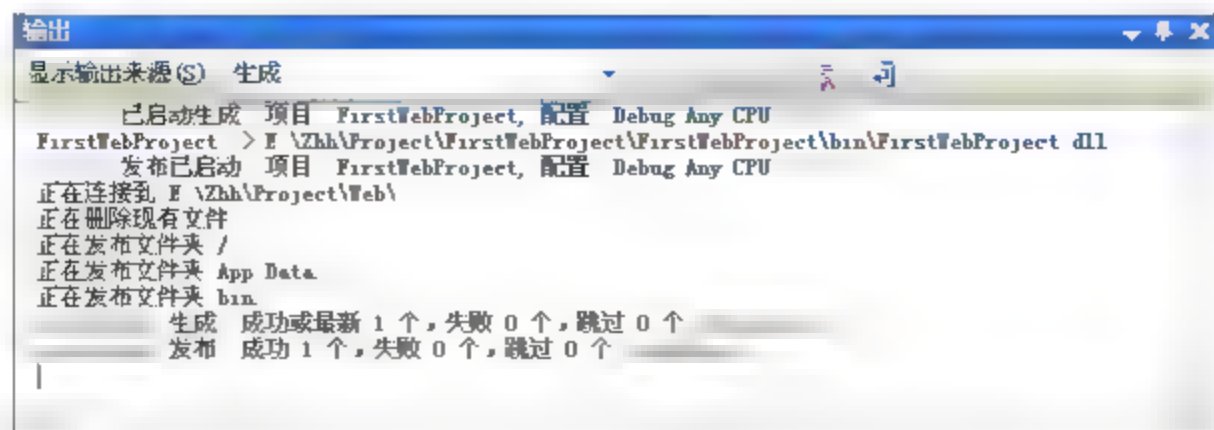 输出
显示输出来源(S) 生成
已启动生成 项目 FirstWebProject, 配置 Debug Any CPU
FirstWebProject > E \Zhh\Project\FirstWebProject\FirstWebProject\bin\FirstWebProject dll
发布已启动 项目 FirstWebProject, 配置 Debug Any CPU
正在连接到 E \Zhh\Project\Web\
正在删除现有文件
正在发布文件夹 /
正在发布文件夹 App Data
正在发布文件夹 bin
生成 成功或最新 1 个，失败 0 个，跳过 0 个
发布 成功 1 个，失败 0 个，跳过 0 个